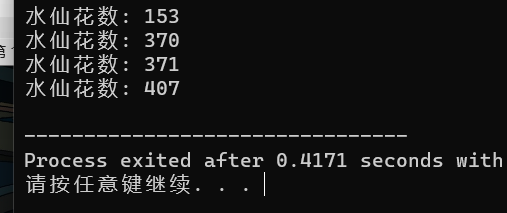 水仙花数: 153
水仙花数: 370
水仙花数: 371
水仙花数: 407
--------------------------------
Process exited after 0.4171 seconds with
请按任意键继续. . .